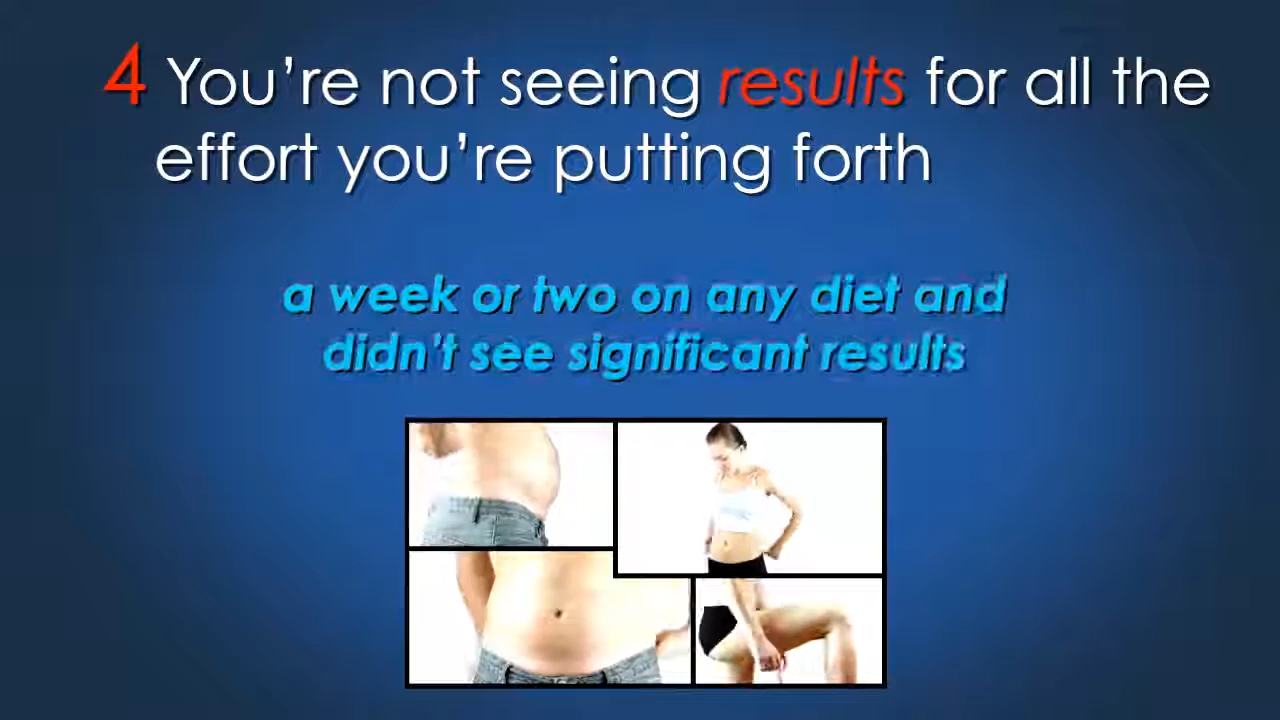 4 You’re not seeing results for all the
effort you’re putting forth
a week or two on any diet and
didn’t see significant results